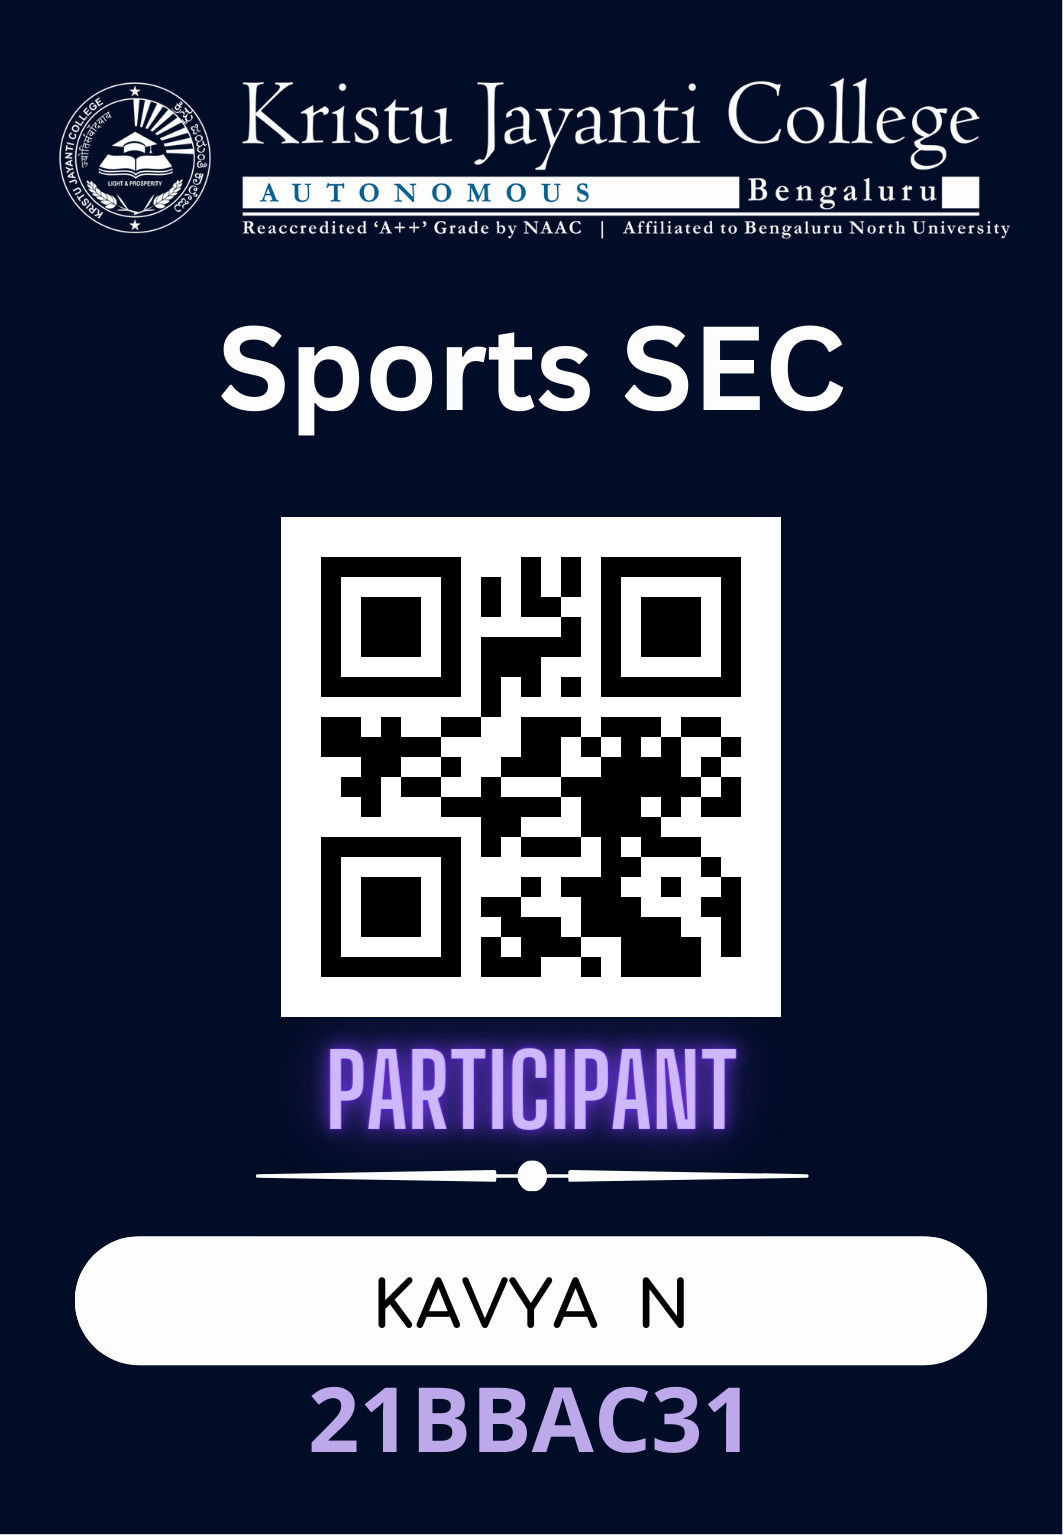 Kristu Jayanti College
AUTONOMOUS Bengaluru
Reaccredited ‘A++’ Grade by NAAC | Affiliated to Bengaluru North University
KRISTU JAYANTI COLLEGE
LIGHT & PROSPERITY
Sports SEC
PARTICIPANT
KAVYA N
21BBAC31